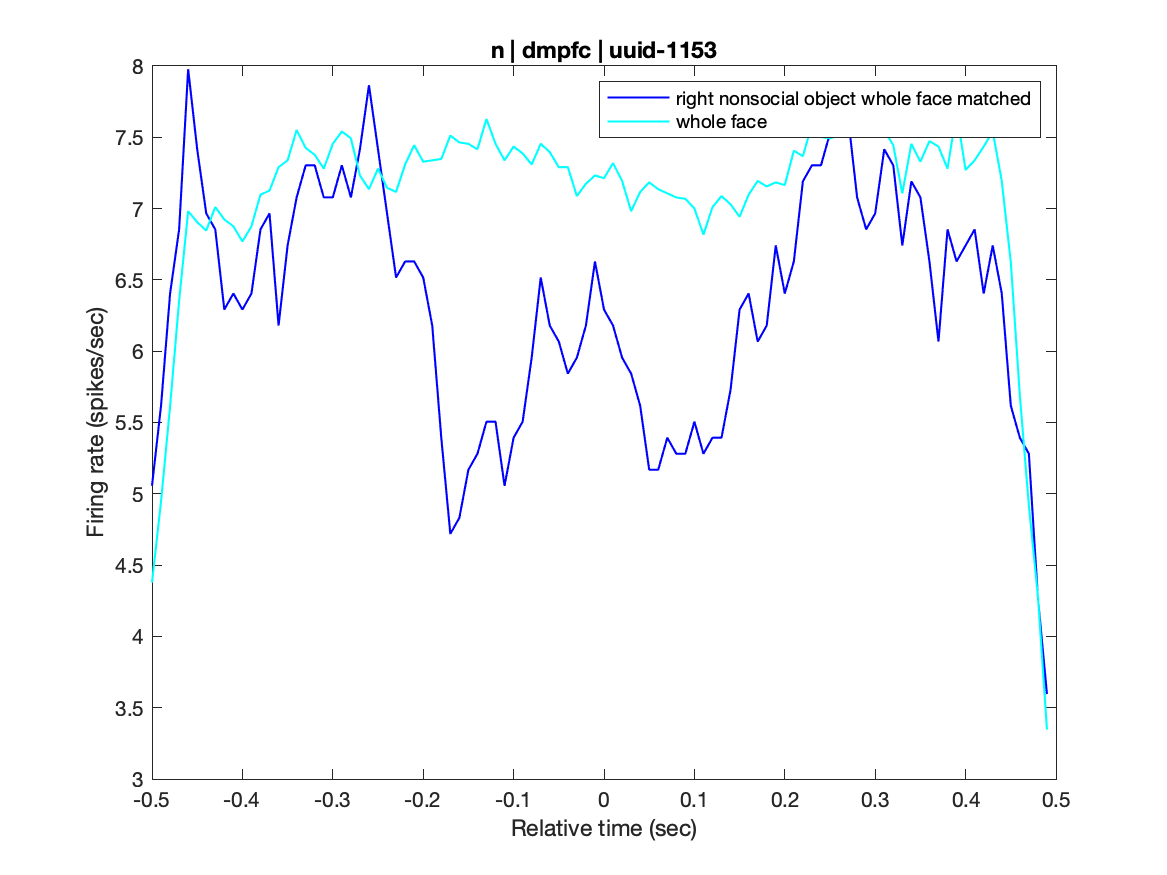 n | dmpfc | uuid-1153
right nonsocial object whole face matched
whole face
8
7.5
7
6.5
6
5.5
5
4.5
4
3.5
3
Firing rate (spikes/sec)
-0.5 -0.4 -0.3 -0.2 -0.1 0 0.1 0.2 0.3 0.4 0.5
Relative time (sec)